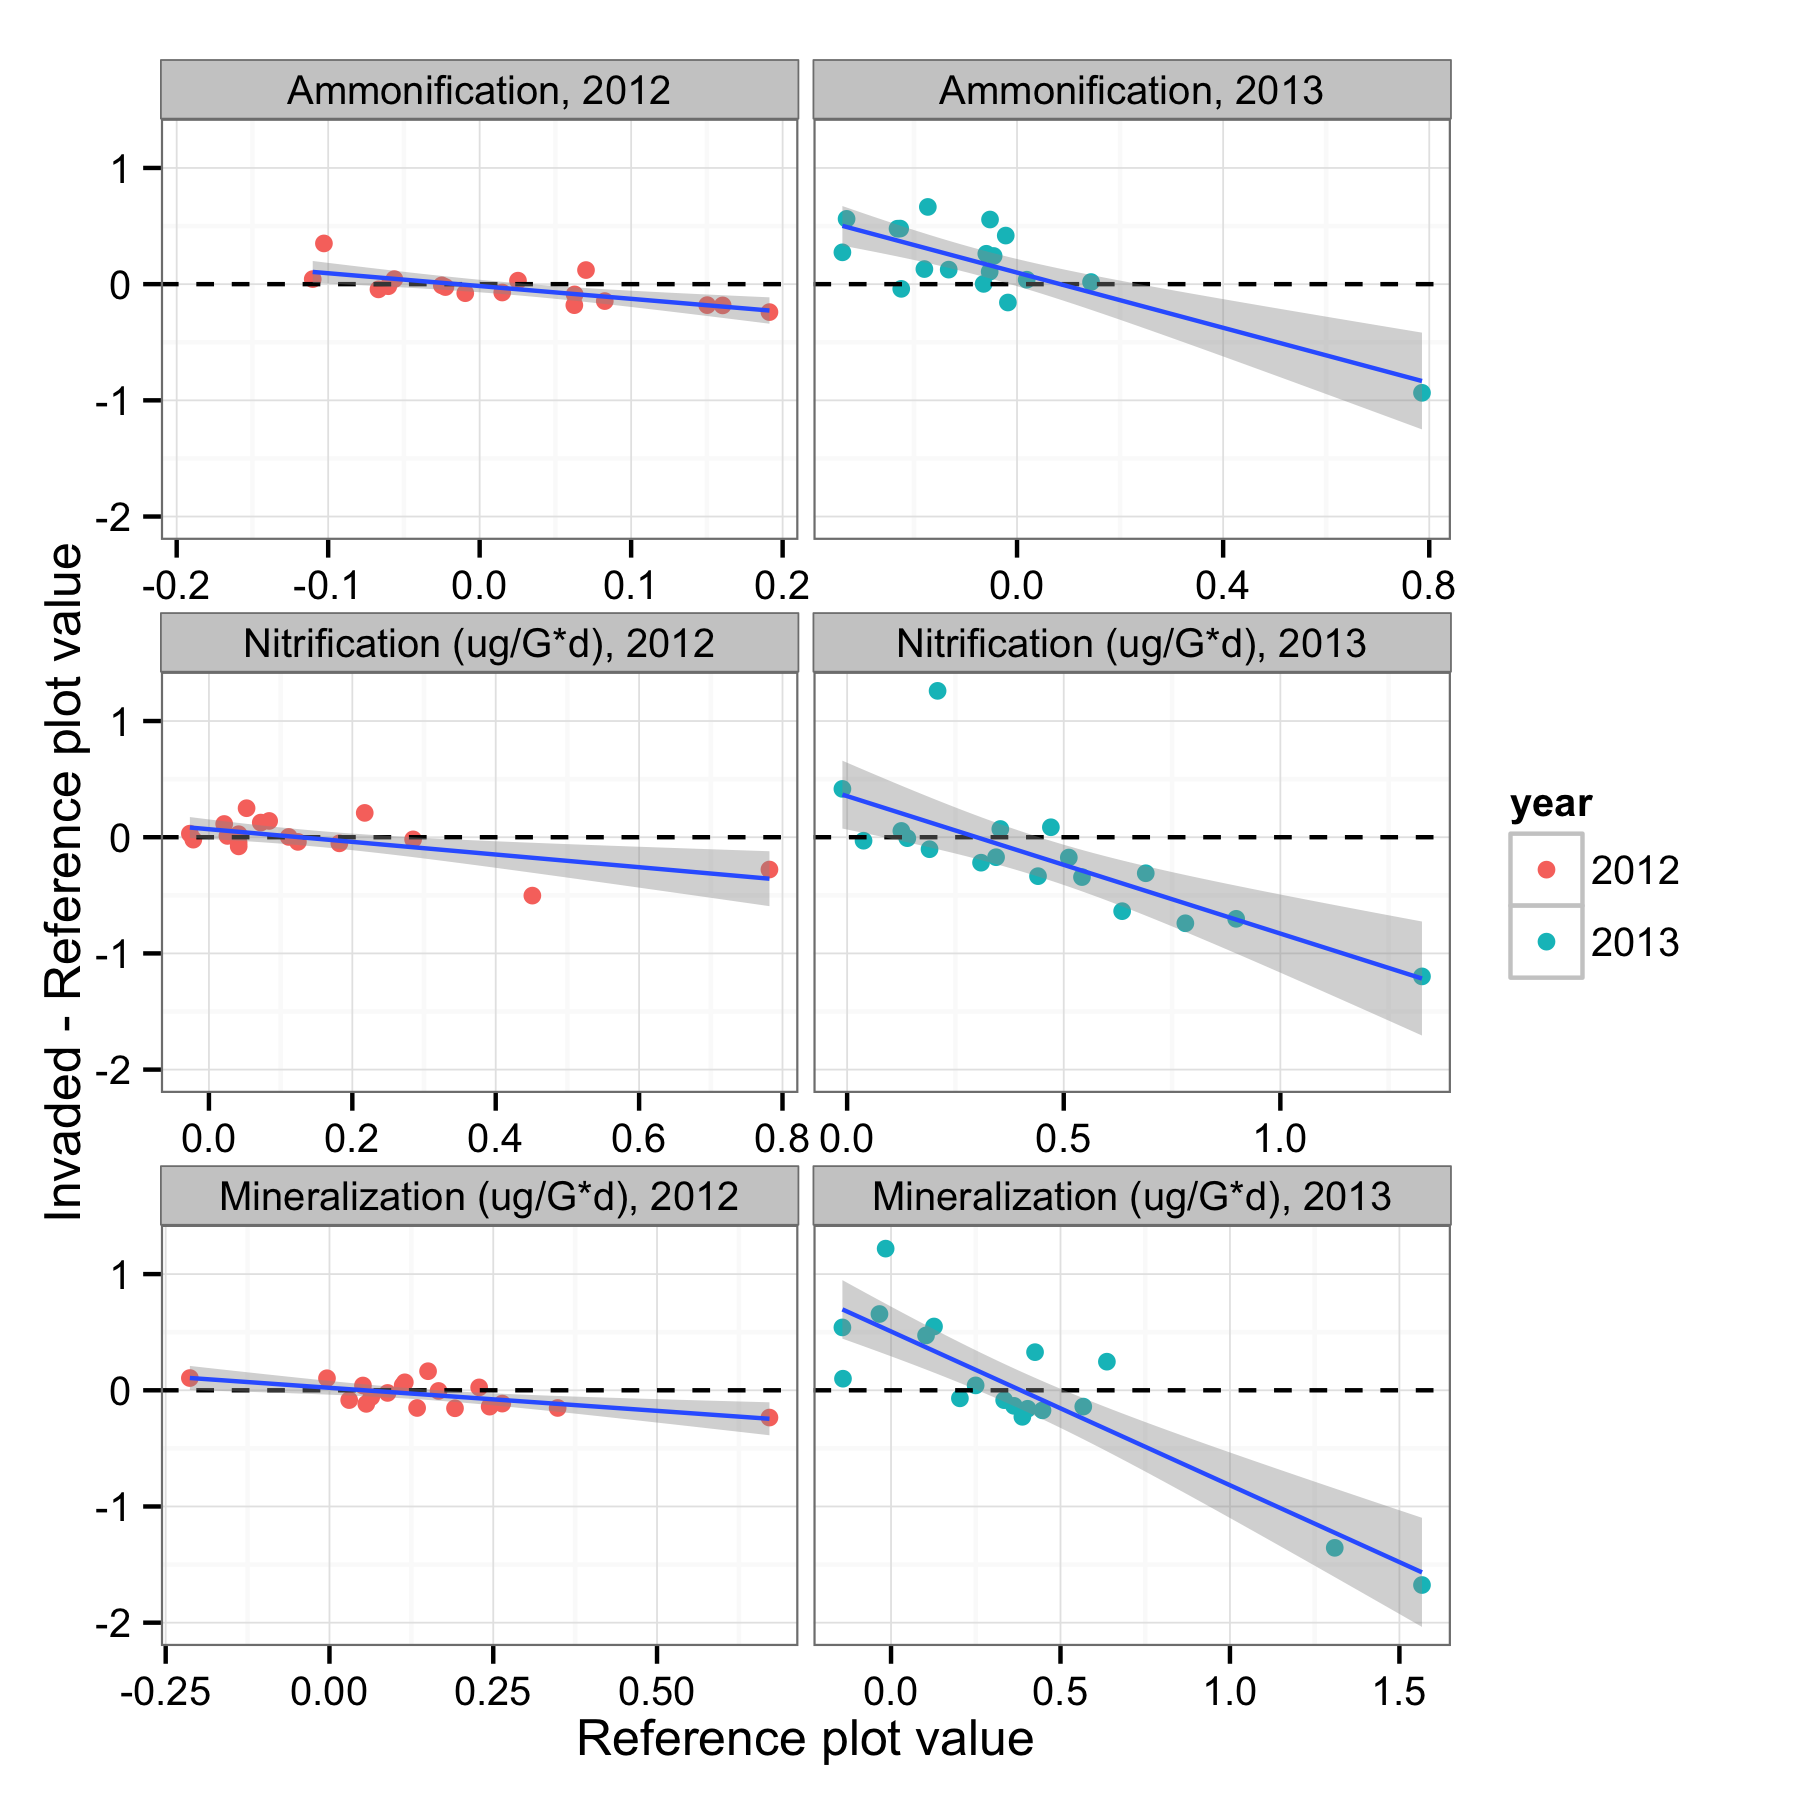 Ammonification, 2012
Ammonification, 2013
1
0
-1
-2
-0.2 -0.1 0.0 0.1 0.2
0.0 0.4 0.8
Nitrification (ug/G*d), 2012
Nitrification (ug/G*d), 2013
1
0
-1
-2
0.0 0.2 0.4 0.6 0.8
0.0 0.5 1.0
Mineralization (ug/G*d), 2012
Mineralization (ug/G*d), 2013
1
0
-1
-2
-0.25 0.00 0.25 0.50
0.0 0.5 1.0 1.5
Reference plot value
Invaded - Reference plot value
year
2012
2013